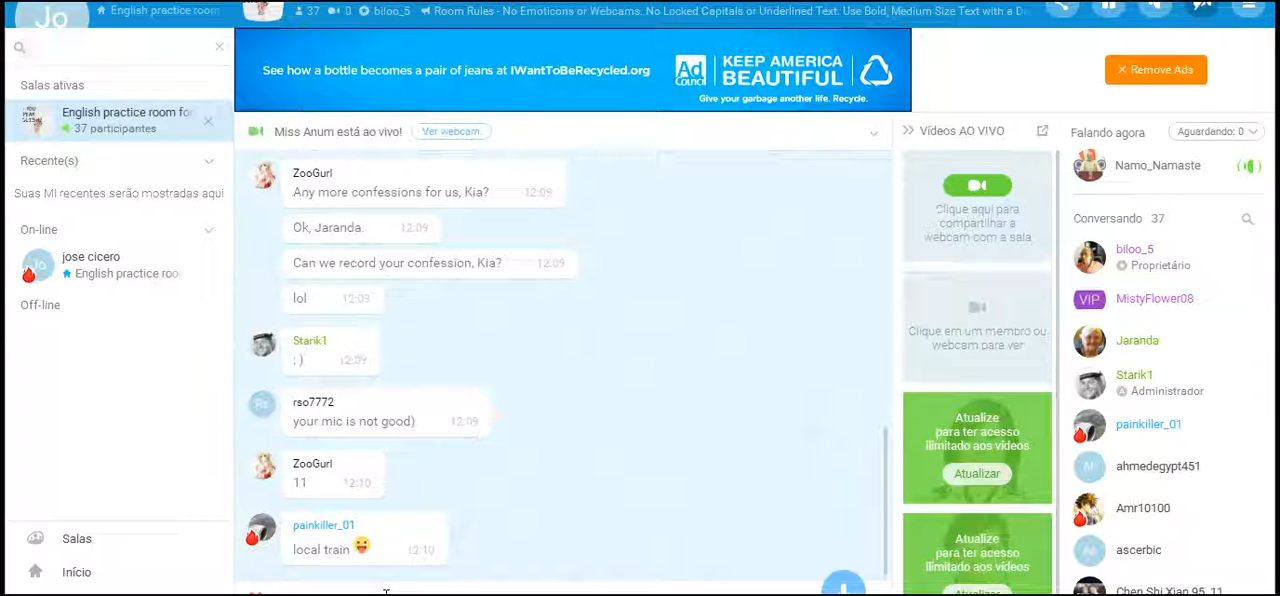 Jo
English practice room
37 0 biloo_5 Room Rules - No Emoticons or Webcams. No Locked Capitals or Underlined Text. Use Bold, Medium Size Text with a D
See how a bottle becomes a pair of jeans at IWantToBeRecycled.org
Ad
COUNCIL
KEEP AMERICA
BEAUTIFUL
Give your garbage another life. Recycle.
× Remove Ads
Salas ativas
English practice room for
37 participantes
Recente(s)
Suas MI recentes serão mostradas aqui
On-line
Jo
jose cicero
English practice roo
Off-line
Salas
Início
Miss Anum está ao vivo! Ver webcam.
ZooGurl
Any more confessions for us, Kia? 12:09
Ok, Jaranda. 12:09
Can we record your confession, Kia? 12:09
lol 12:09
Starik1
; ) 12:09
Rs
rso7772
your mic is not good) 12:09
ZooGurl
11 12:10
painkiller_01
local train 12:10
Vídeos AO VIVO
Clique aqui para
compartilhar a
webcam com a sala
Clique em um membro ou
webcam para ver
Atualize
para ter acesso
ilimitado aos vídeos
Atualizar
Atualize
para ter acesso
ilimitado aos vídeos
Atualizar
Falando agora Aguardando: 0
Namo_Namaste
Conversando 37
biloo_5
Proprietário
VIP MistyFlower08
Jaranda
Starik1
Administrador
painkiller_01
ahmedegypt451
Amr10100
ascerbic
Chen Shi Xian 95 11